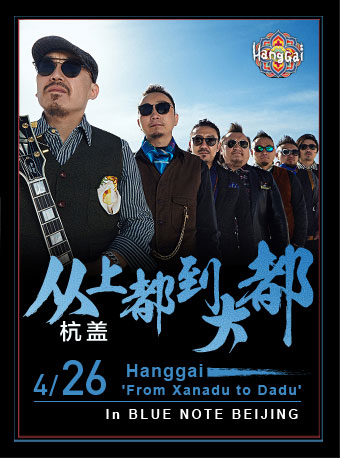 HangGai
从上都到大都
杭盖
4/26
Hanggai
'From Xanadu to Dadu'
In BLUE NOTE BEIJING